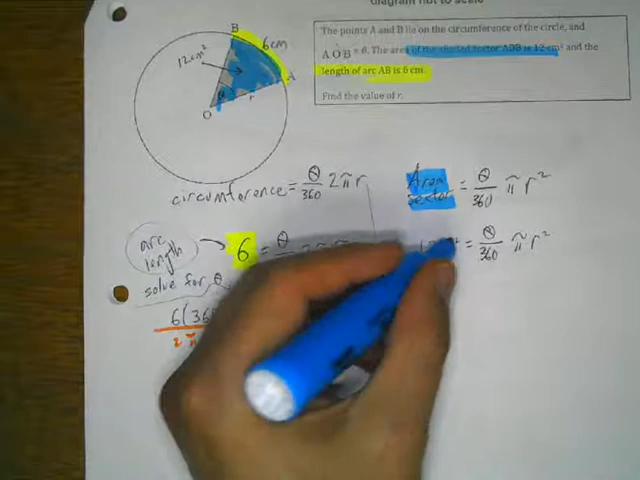 diagram not to scale
B
6cm
12cm²
A
r
θ
O
The points A and B lie on the circumference of the circle, and
AÔB = θ. The area of the shaded sector AOB is 12 cm² and the
length of arc AB is 6 cm.
Find the value of r.
circumference = θ/360 2πr
Area sector = θ/360 πr²
arc length
6 = θ
= θ/360 πr²
solve for θ
6(36
2π